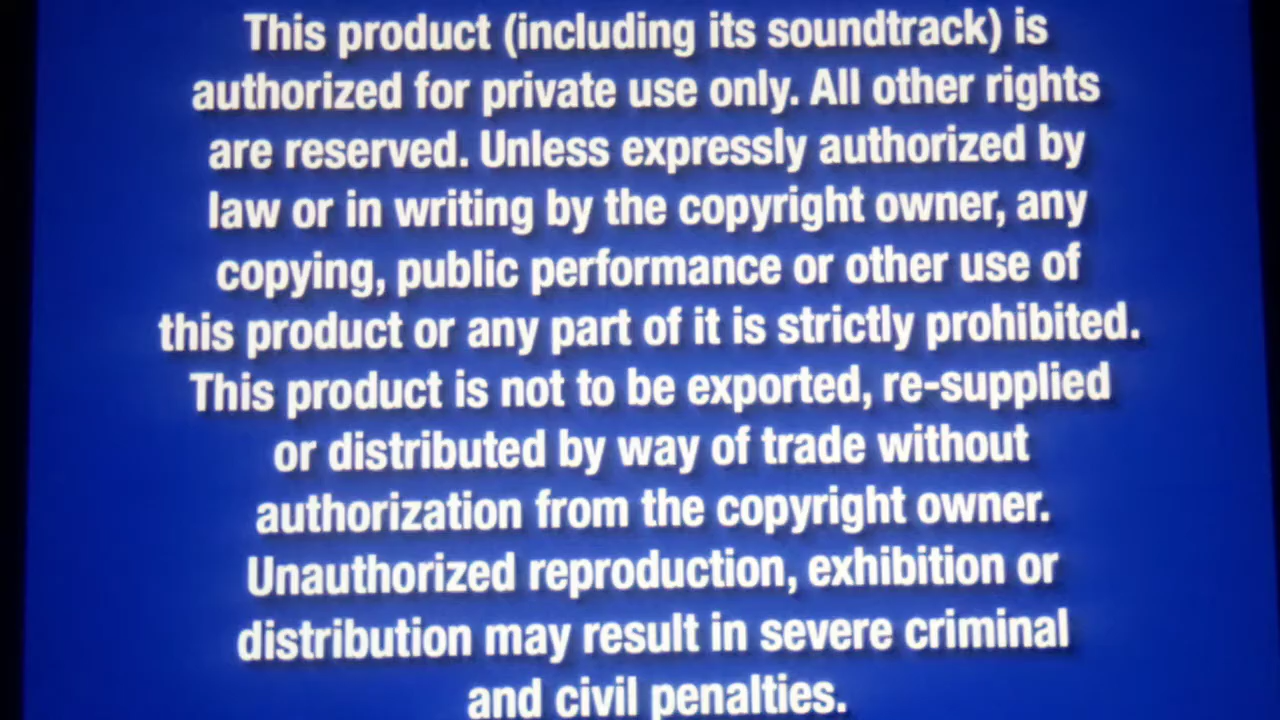 This product (including its soundtrack) is
authorized for private use only. All other rights
are reserved. Unless expressly authorized by
law or in writing by the copyright owner, any
copying, public performance or other use of
this product or any part of it is strictly prohibited.
This product is not to be exported, re-supplied
or distributed by way of trade without
authorization from the copyright owner.
Unauthorized reproduction, exhibition or
distribution may result in severe criminal
and civil penalties.